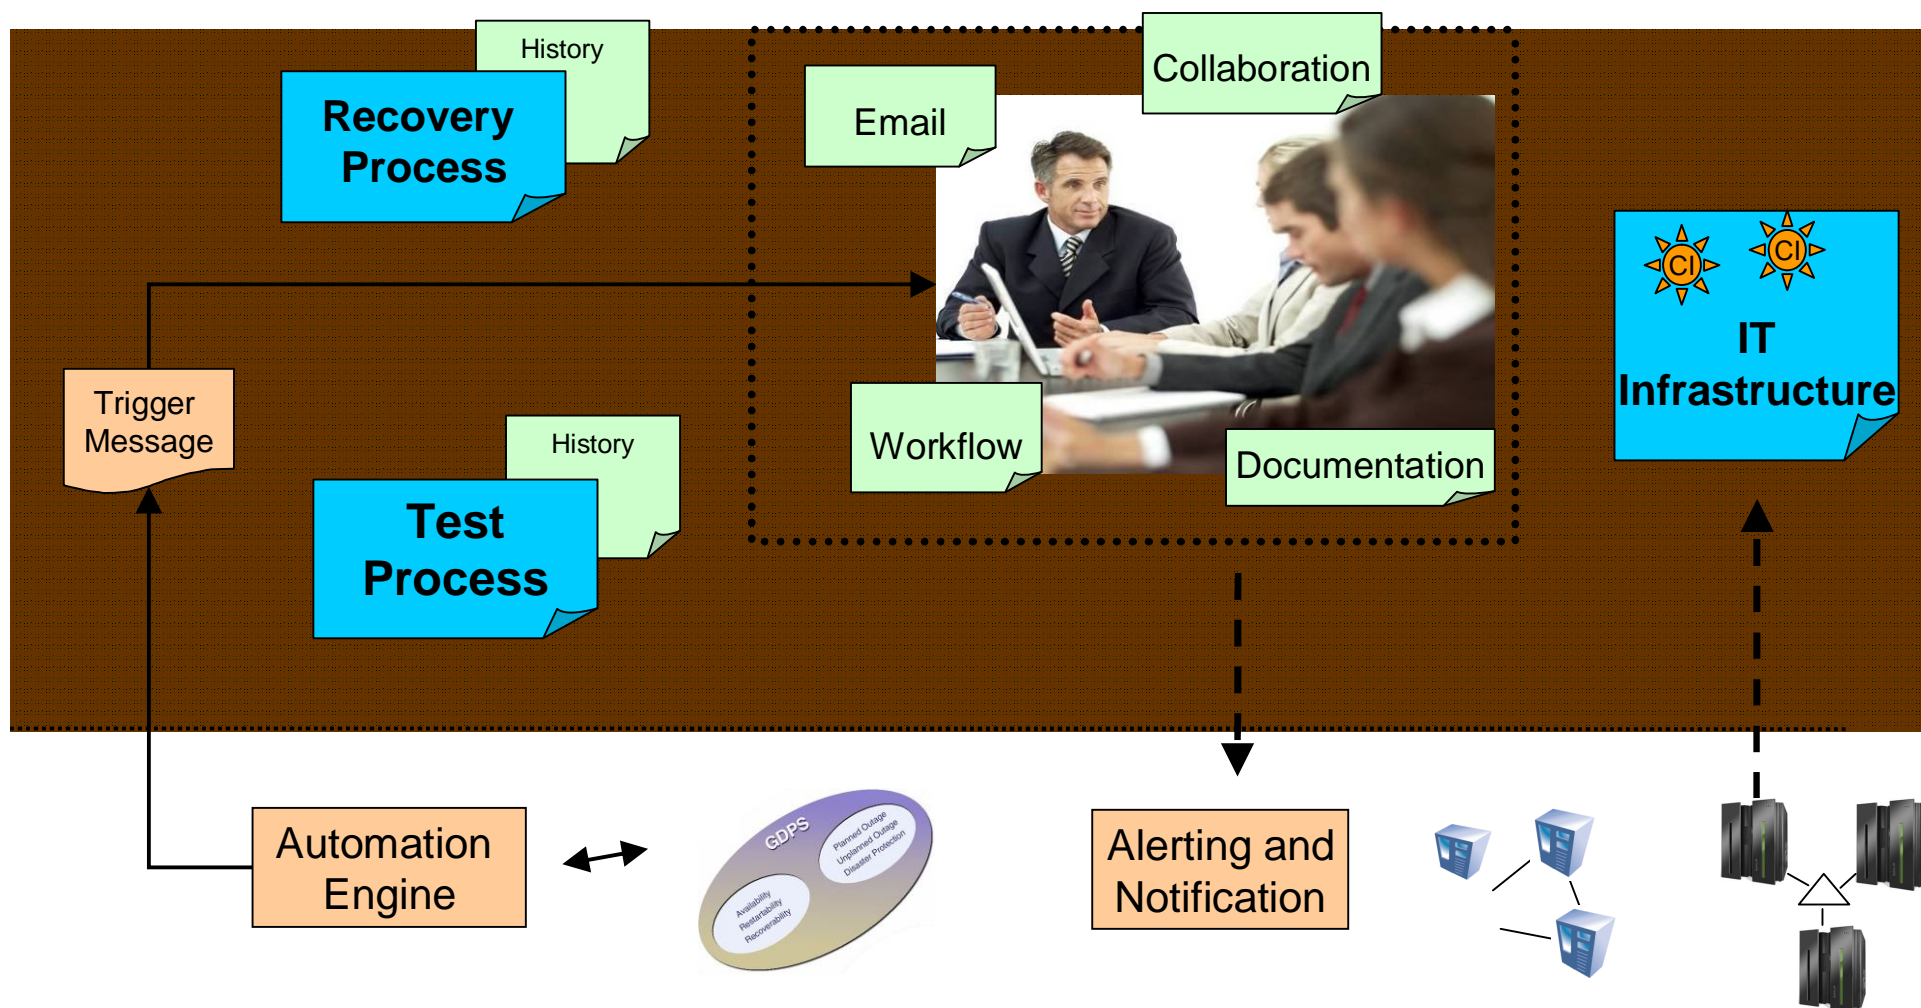 History
Recovery
Process
Email
Collaboration
CI
CI
IT
Infrastructure
Trigger
Message
Workflow
Documentation
History
Test
Process
Automation
Engine
GDPS
Planned Outage
Unplanned Outage
Disaster Protection
Availability
Restartability
Recoverability
Alerting and
Notification